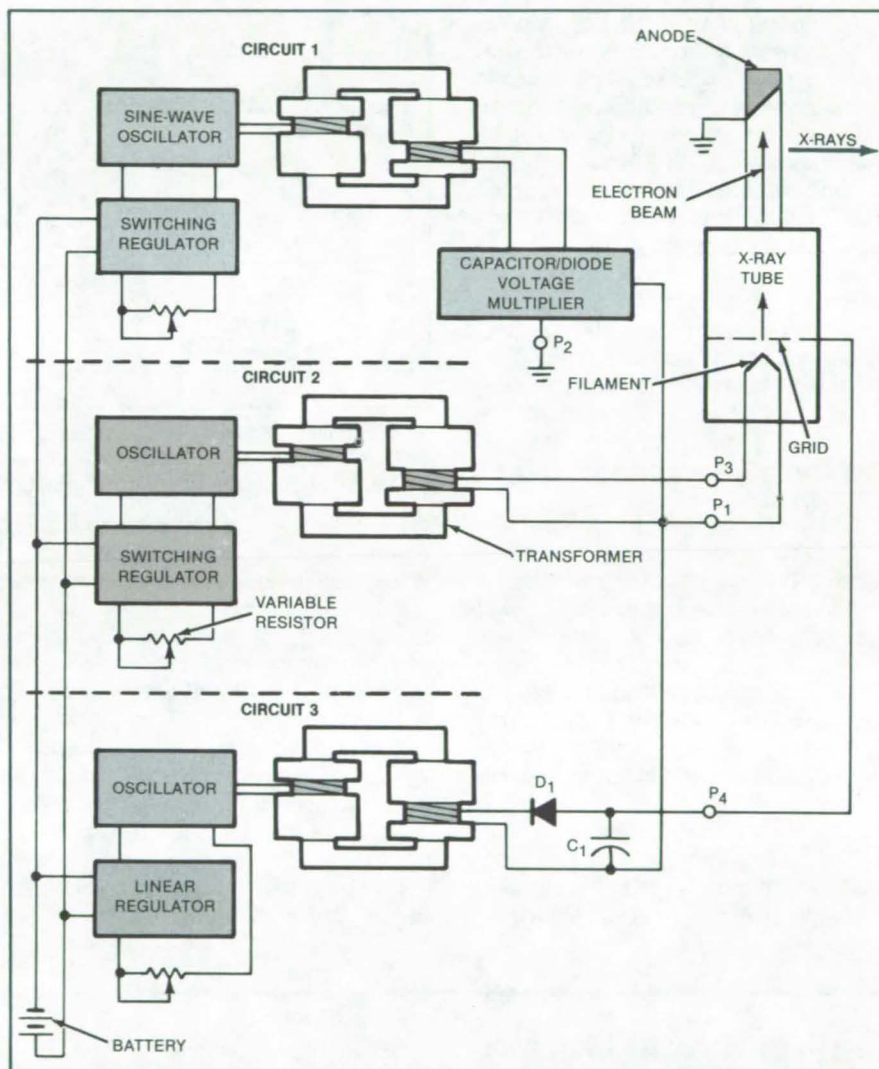 CIRCUIT 1
ANODE
SINE-WAVE
OSCILLATOR
X-RAYS
ELECTRON
BEAM
SWITCHING
REGULATOR
CAPACITOR/DIODE
VOLTAGE
MULTIPLIER
X-RAY
TUBE
P2
CIRCUIT 2
FILAMENT
GRID
OSCILLATOR
P3
P1
SWITCHING
REGULATOR
TRANSFORMER
VARIABLE
RESISTOR
CIRCUIT 3
OSCILLATOR
D1
P4
C1
LINEAR
REGULATOR
BATTERY